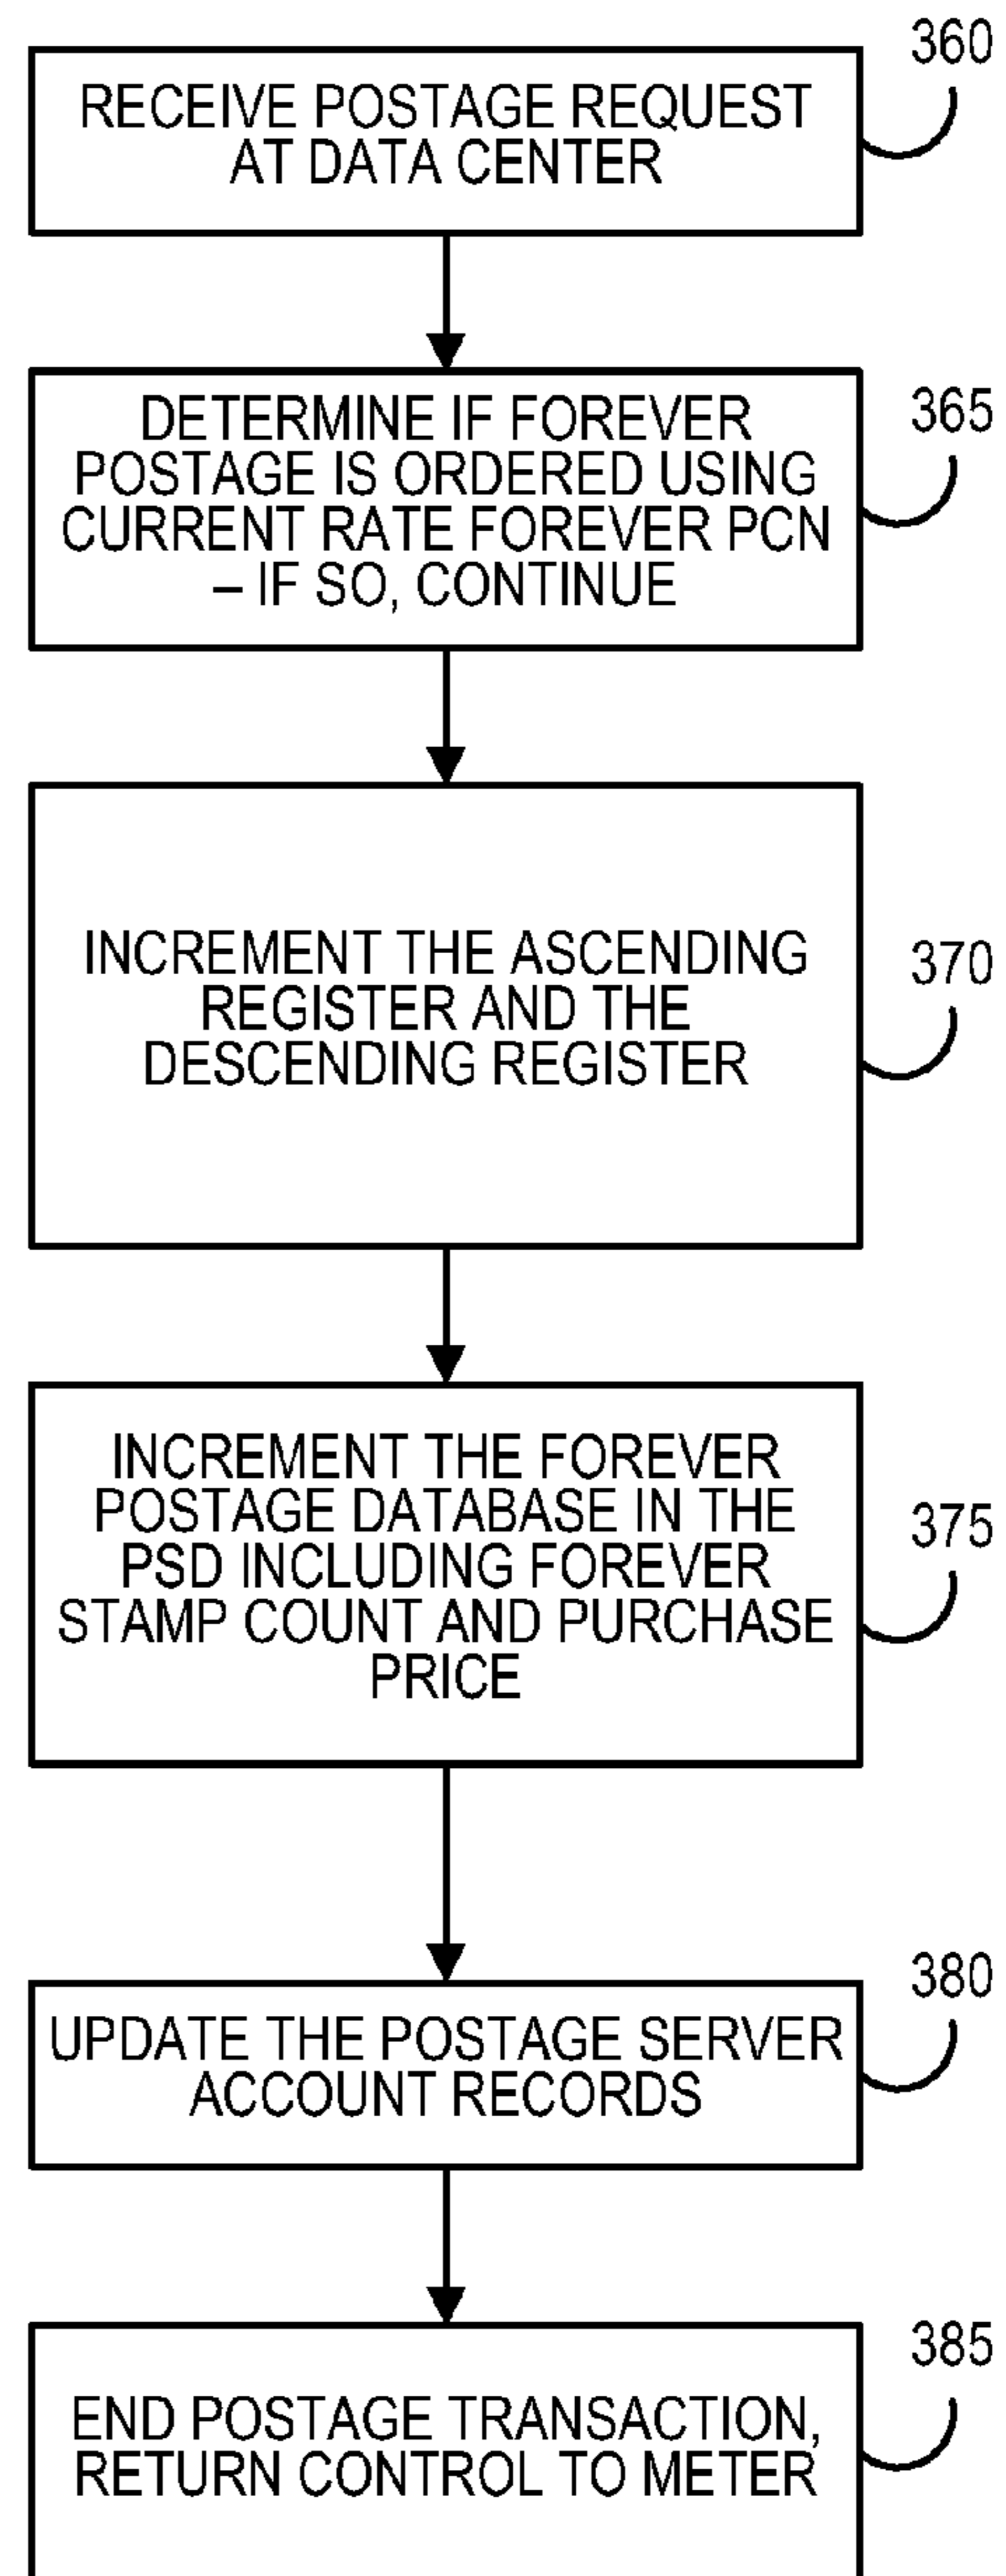 360
RECEIVE POSTAGE REQUEST
AT DATA CENTER
365
DETERMINE IF FOREVER
POSTAGE IS ORDERED USING
CURRENT RATE FOREVER PCN
– IF SO, CONTINUE
370
INCREMENT THE ASCENDING
REGISTER AND THE
DESCENDING REGISTER
375
INCREMENT THE FOREVER
POSTAGE DATABASE IN THE
PSD INCLUDING FOREVER
STAMP COUNT AND PURCHASE
PRICE
380
UPDATE THE POSTAGE SERVER
ACCOUNT RECORDS
385
END POSTAGE TRANSACTION,
RETURN CONTROL TO METER